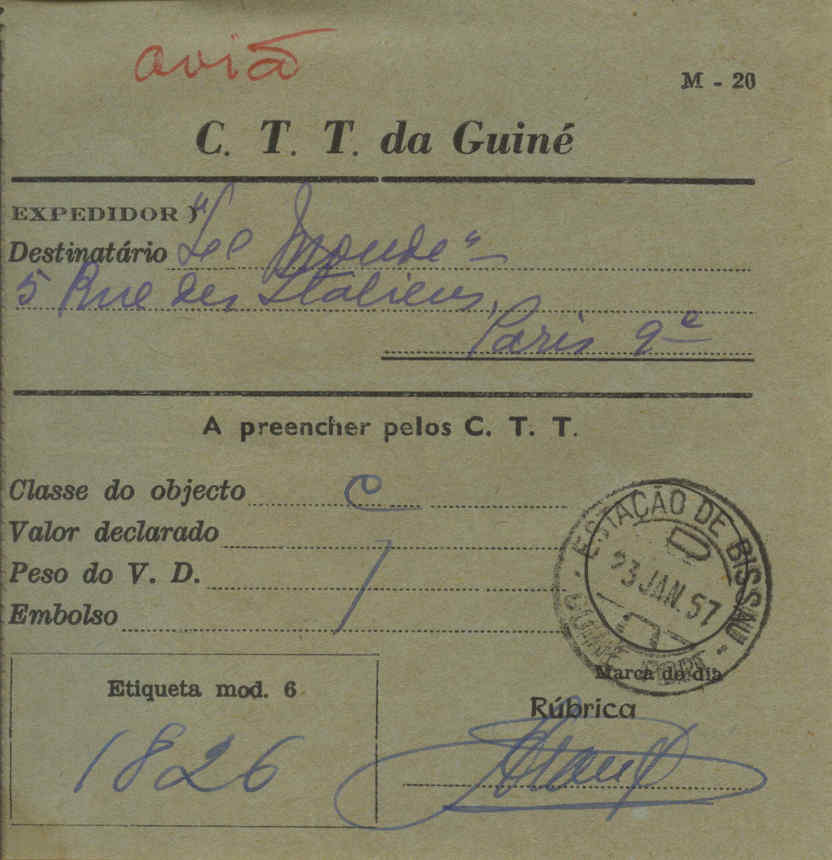 aviã
M - 20
C. T. T. da Guiné
EXPEDIDOR
Destinatário "Le Monde"
5 Rue des Italiens,
Paris 9e
A preencher pelos C. T. T.
Classe do objecto C
Valor declarado
Peso do V. D.
Embolso
ESTAÇÃO DE BISSAU
23 JAN. 57
Marca do dia
Etiqueta mod. 6
1826
Rúbrica